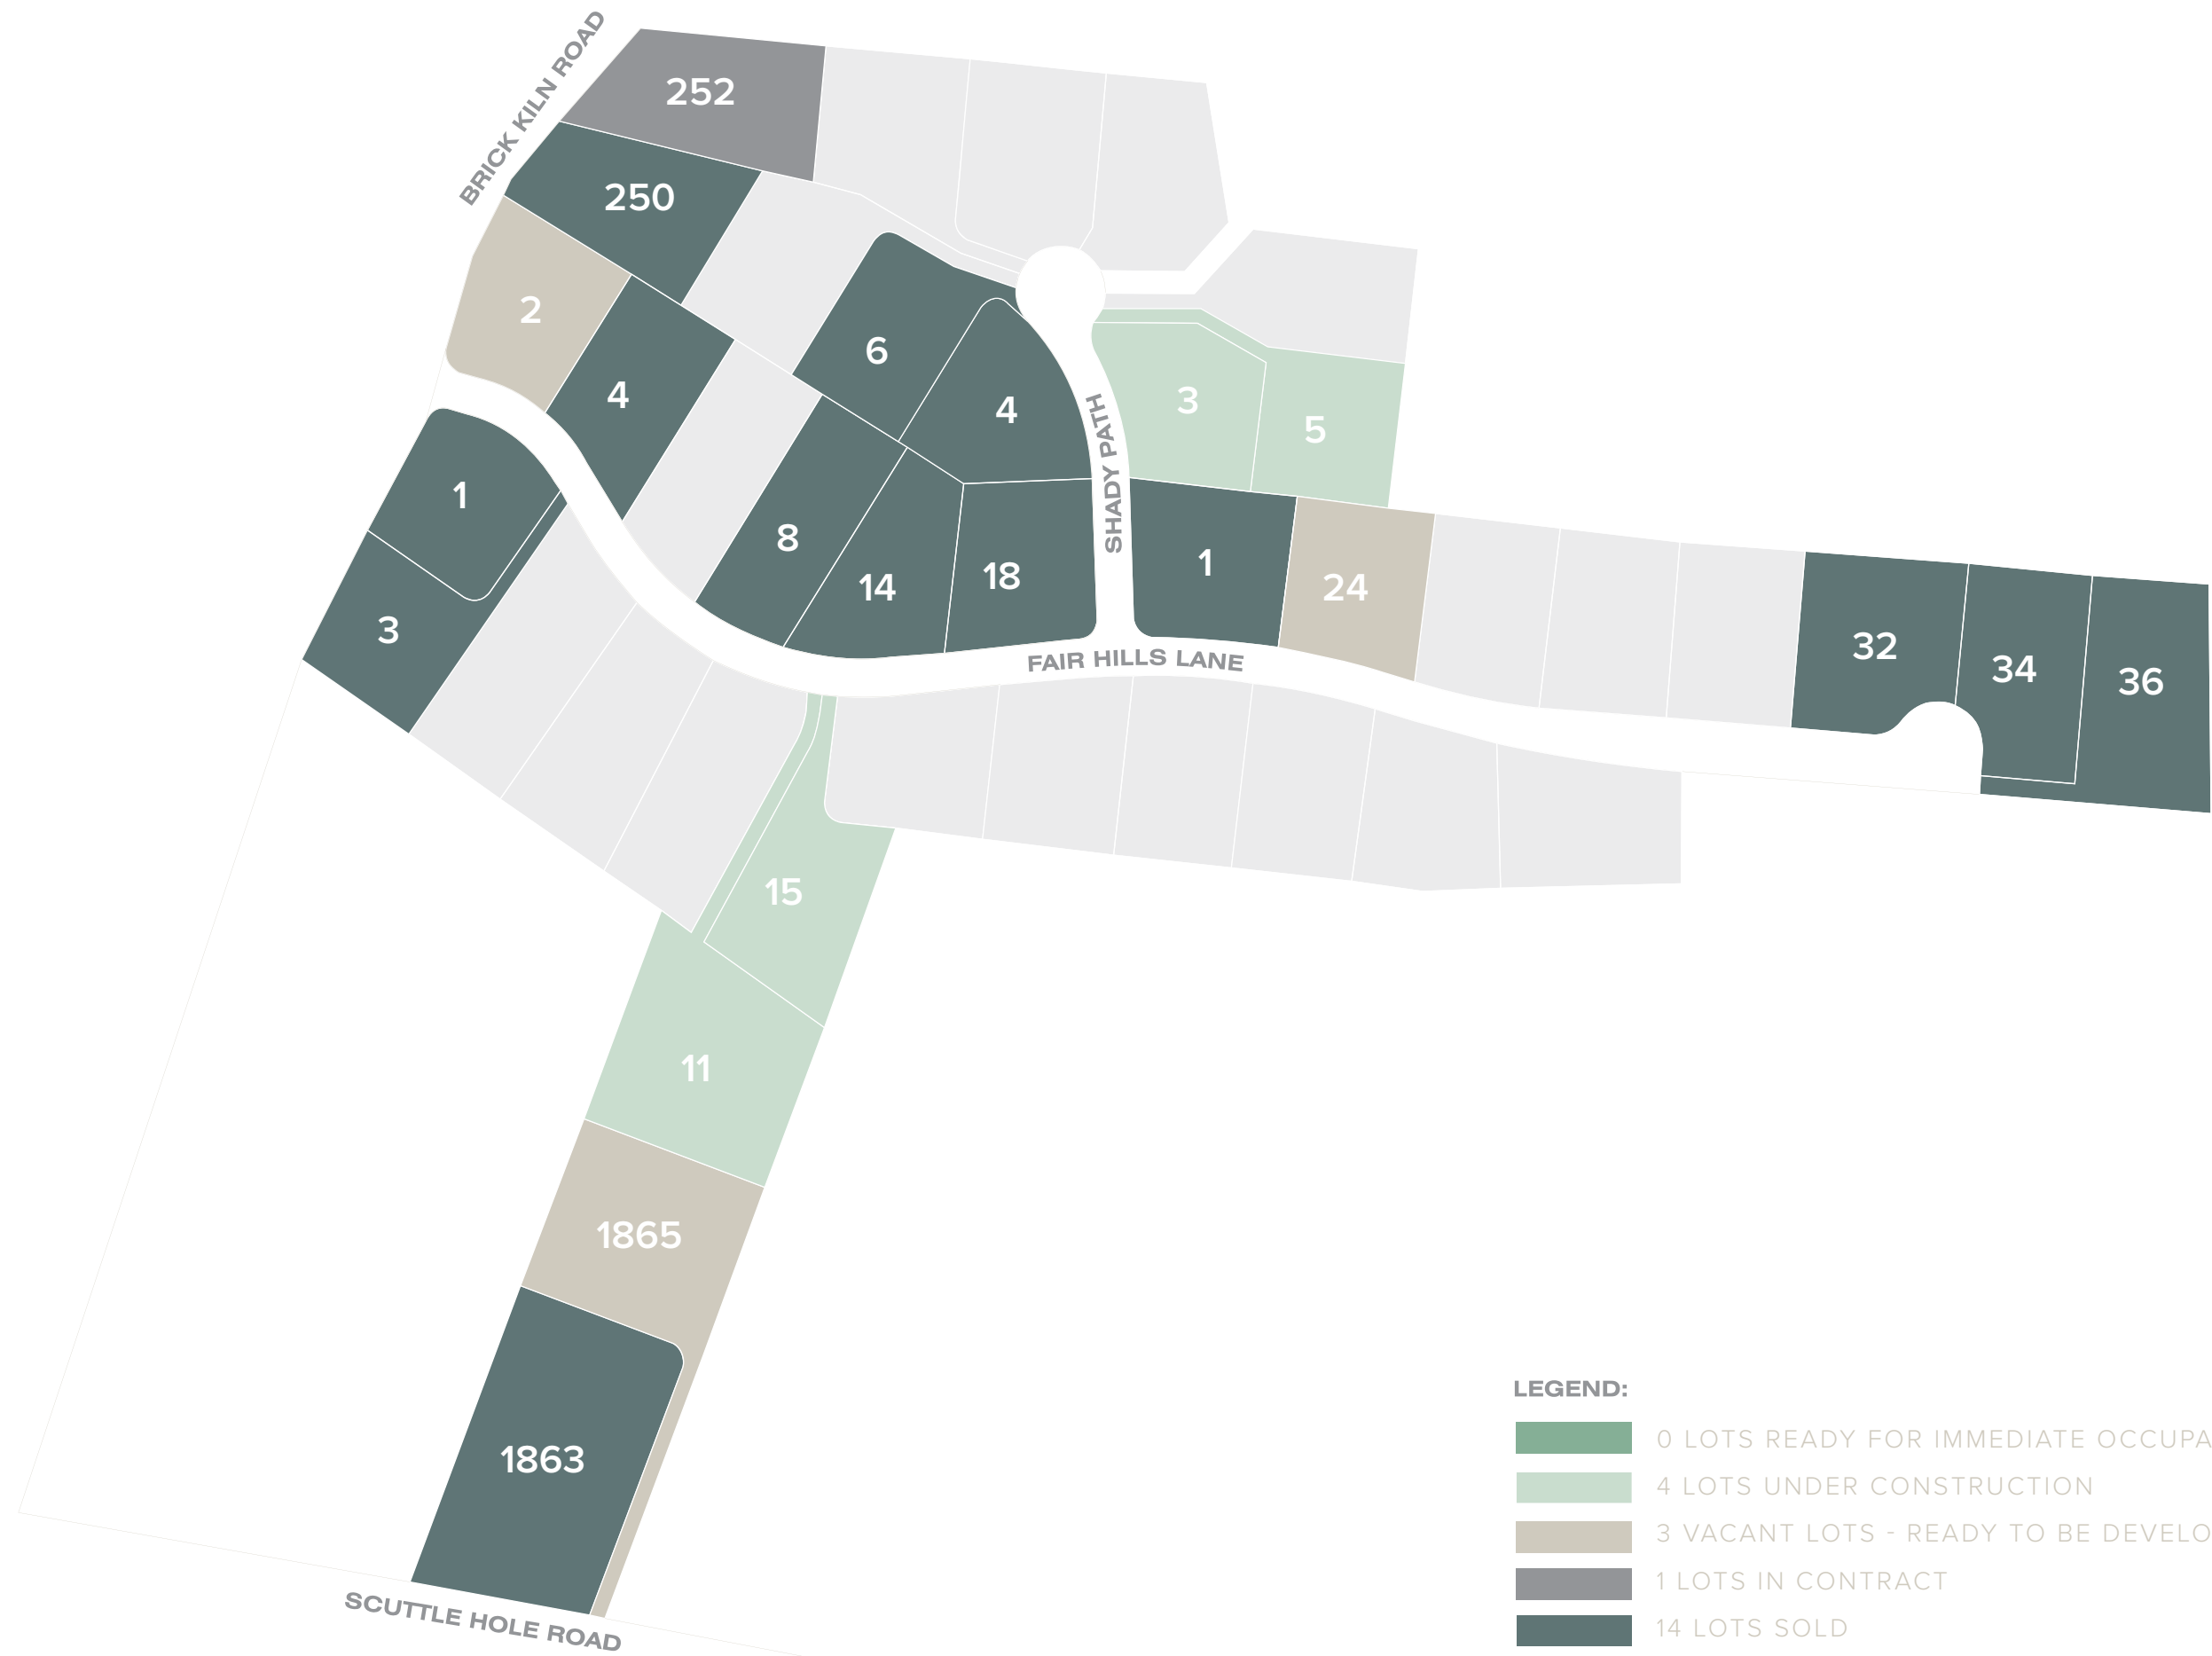 BRICK KILN ROAD
252
250
2
4
6
4
3
5
1
3
8
14
18
SHADY PATH
1
24
32
34
36
FAIR HILLS LANE
15
11
1865
1863
SCUTTLE HOLE ROAD
LEGEND:
0 LOTS READY FOR IMMEDIATE OCCUPA
4 LOTS UNDER CONSTRUCTION
3 VACANT LOTS - READY TO BE DEVELO
1 LOTS IN CONTRACT
14 LOTS SOLD